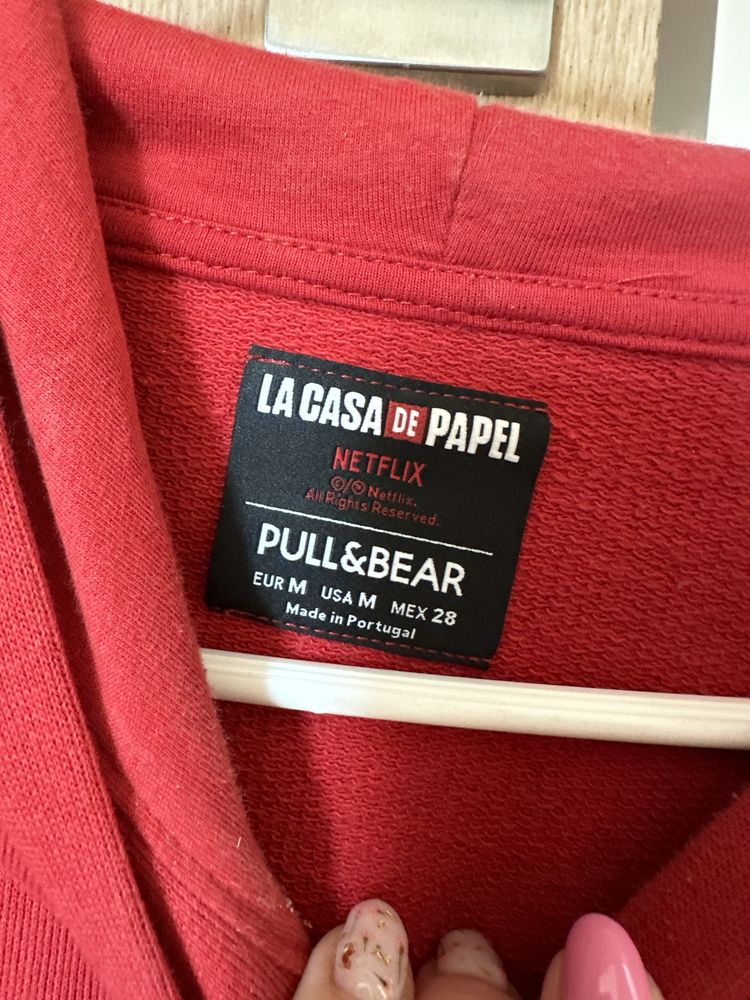 LA CASA DE PAPEL
NETFLIX
©/® Netflix.
All Rights Reserved.
PULL&BEAR
EUR M USA M MEX 28
Made in Portugal